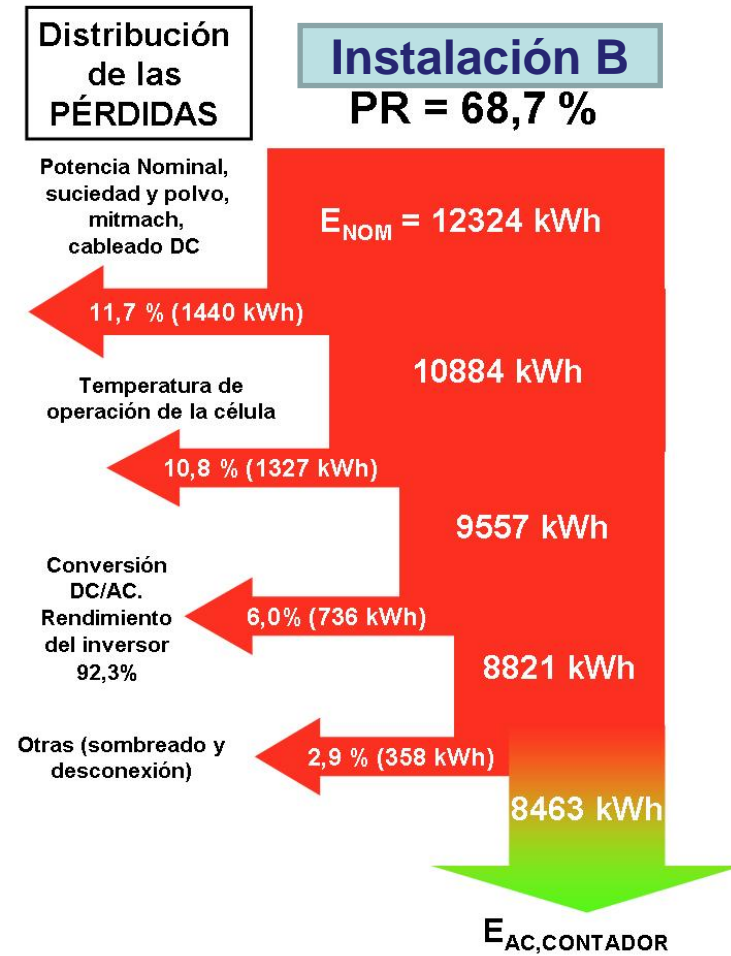 Distribución
de las
PÉRDIDAS
Instalación B
PR = 68,7 %
Potencia Nominal,
suciedad y polvo,
mitmach,
cableado DC
E_NOM = 12324 kWh
11,7 % (1440 kWh)
10884 kWh
Temperatura de
operación de la célula
10,8 % (1327 kWh)
9557 kWh
Conversión
DC/AC.
Rendimiento
del inversor
92,3%
6,0% (736 kWh)
8821 kWh
Otras (sombreado y
desconexión)
2,9 % (358 kWh)
8463 kWh
E_AC,CONTADOR